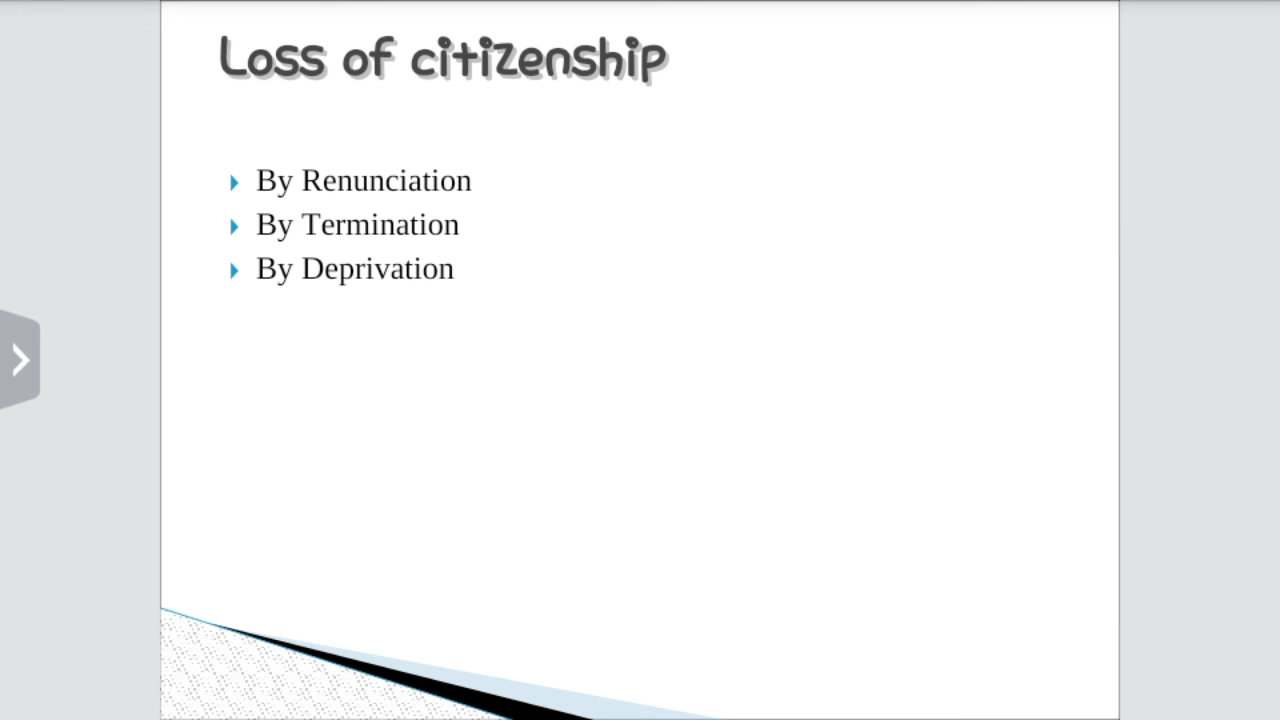 Loss of citizenship
By Renunciation
By Termination
By Deprivation